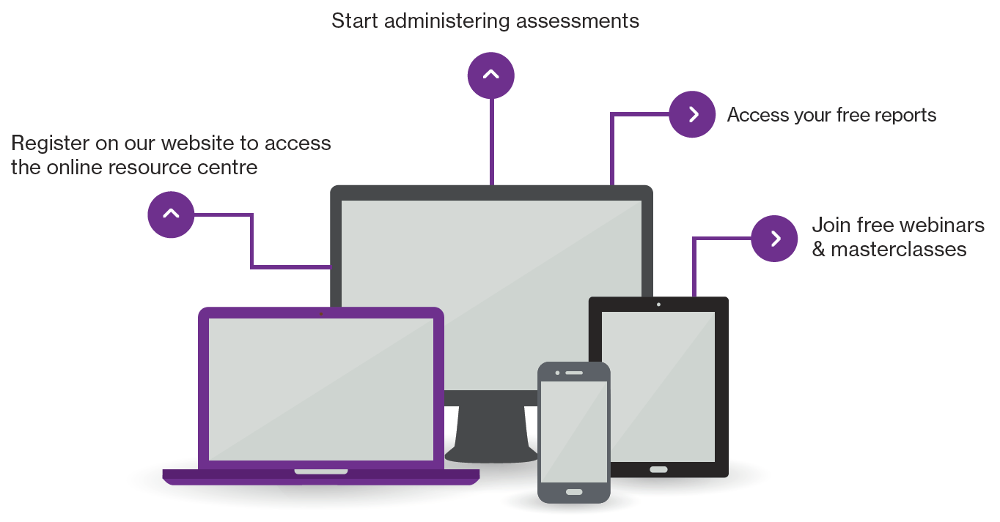 Start administering assessments
Access your free reports
Register on our website to access
the online resource centre
Join free webinars
& masterclasses